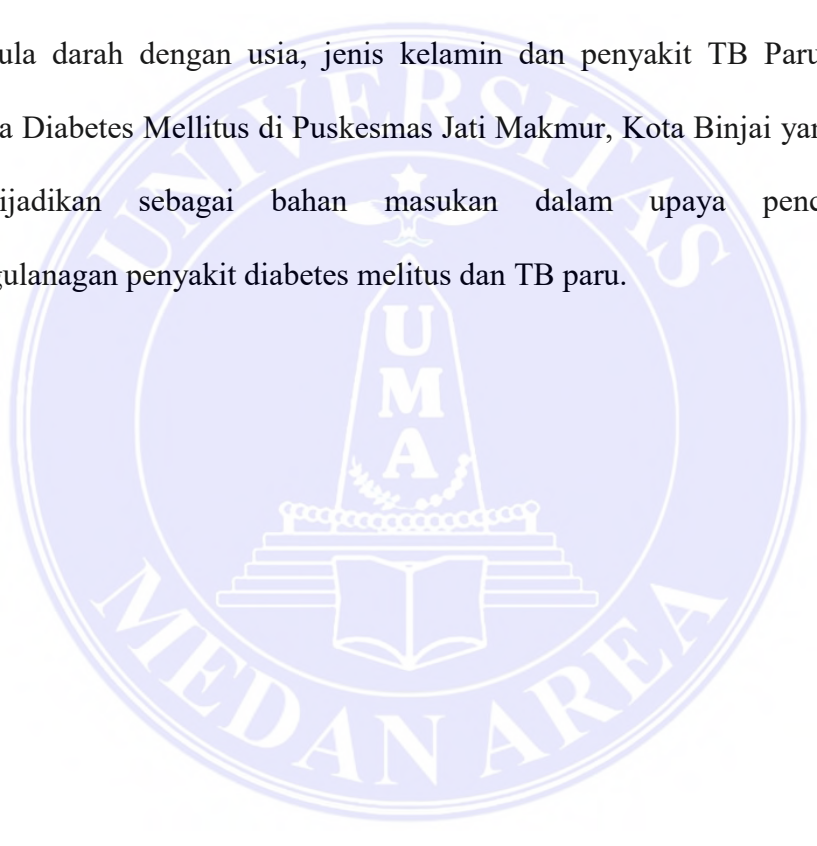 ula darah dengan usia, jenis kelamin dan penyakit TB Paru
a Diabetes Mellitus di Puskesmas Jati Makmur, Kota Binjai yan
ijadikan sebagai bahan masukan dalam upaya penc
gulanagan penyakit diabetes melitus dan TB paru.
UNIVERSITAS
UMA
MEDAN AREA